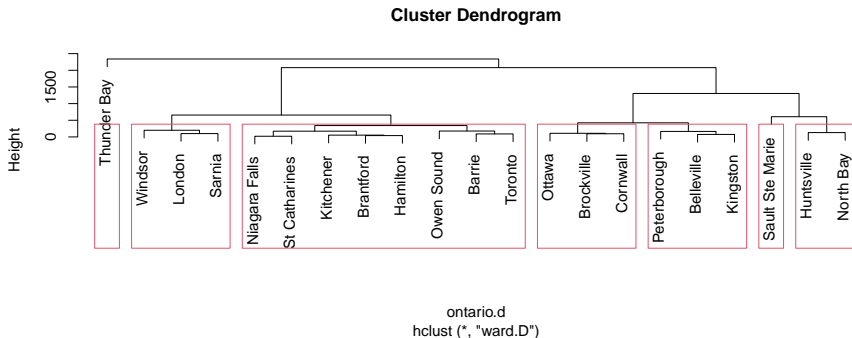 Cluster Dendrogram
Height
0
1500
Thunder Bay
Windsor
London
Sarnia
Niagara Falls
St Catharines
Kitchener
Brantford
Hamilton
Owen Sound
Barrie
Toronto
Ottawa
Brockville
Cornwall
Peterborough
Belleville
Kingston
Sault Ste Marie
Huntsville
North Bay
ontario.d
hclust (*, "ward.D")